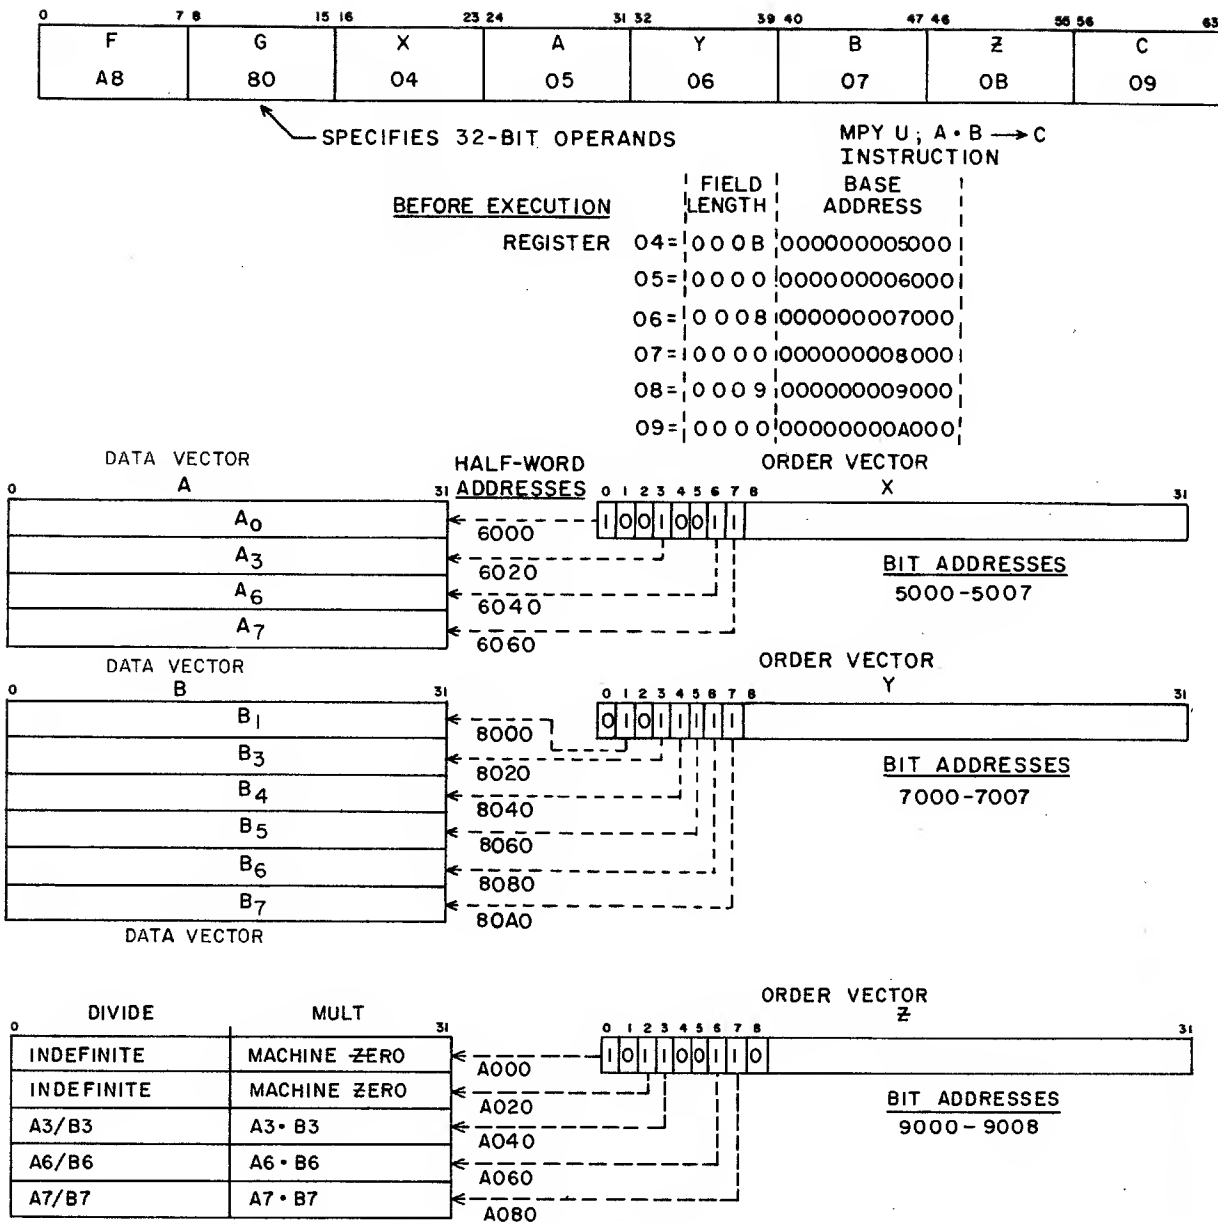 0 7 8 15 16 23 24 31 32 39 40 47 46 55 56 63
F G X A Y B Z C
A8 80 04 05 06 07 0B 09
SPECIFIES 32-BIT OPERANDS
MPY U; A • B → C
INSTRUCTION
BEFORE EXECUTION
FIELD LENGTH
BASE ADDRESS
REGISTER 04= 000B 000000005000
05= 0000 000000006000
06= 0008 000000007000
07= 0000 000000008000
08= 0009 000000009000
09= 0000 00000000A000
DATA VECTOR
A
0 31
A0
A3
A6
A7
HALF-WORD
ADDRESSES
6000
6020
6040
6060
ORDER VECTOR
X
0 1 2 3 4 5 6 7 8 31
1 0 0 1 0 0 1 1
BIT ADDRESSES
5000-5007
DATA VECTOR
B
0 31
B1
B3
B4
B5
B6
B7
8000
8020
8040
8060
8080
80A0
ORDER VECTOR
Y
0 1 2 3 4 5 6 7 8 31
0 1 0 1 1 1 1 1
BIT ADDRESSES
7000-7007
DATA VECTOR
DIVIDE MULT
0 31
INDEFINITE MACHINE ZERO
INDEFINITE MACHINE ZERO
A3/B3 A3 • B3
A6/B6 A6 • B6
A7/B7 A7 • B7
A000
A020
A040
A060
A080
ORDER VECTOR
Z
0 1 2 3 4 5 6 7 8 31
1 0 1 1 0 0 1 1 0
BIT ADDRESSES
9000-9008